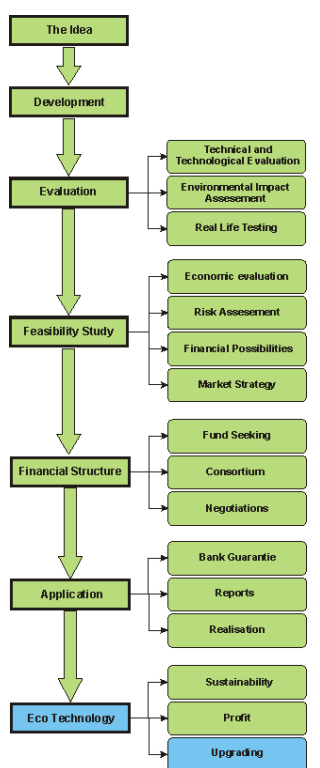 The Idea
Development
Evaluation
Technical and
Technological Evaluation
Environmental Impact
Assesement
Real Life Testing
Feasibility Study
Economic evaluation
Risk Assesment
Financial Possibilities
Market Strategy
Financial Structure
Fund Seeking
Consortium
Negotiations
Application
Bank Guarantie
Reports
Realisation
Eco Technology
Sustainability
Profit
Upgrading